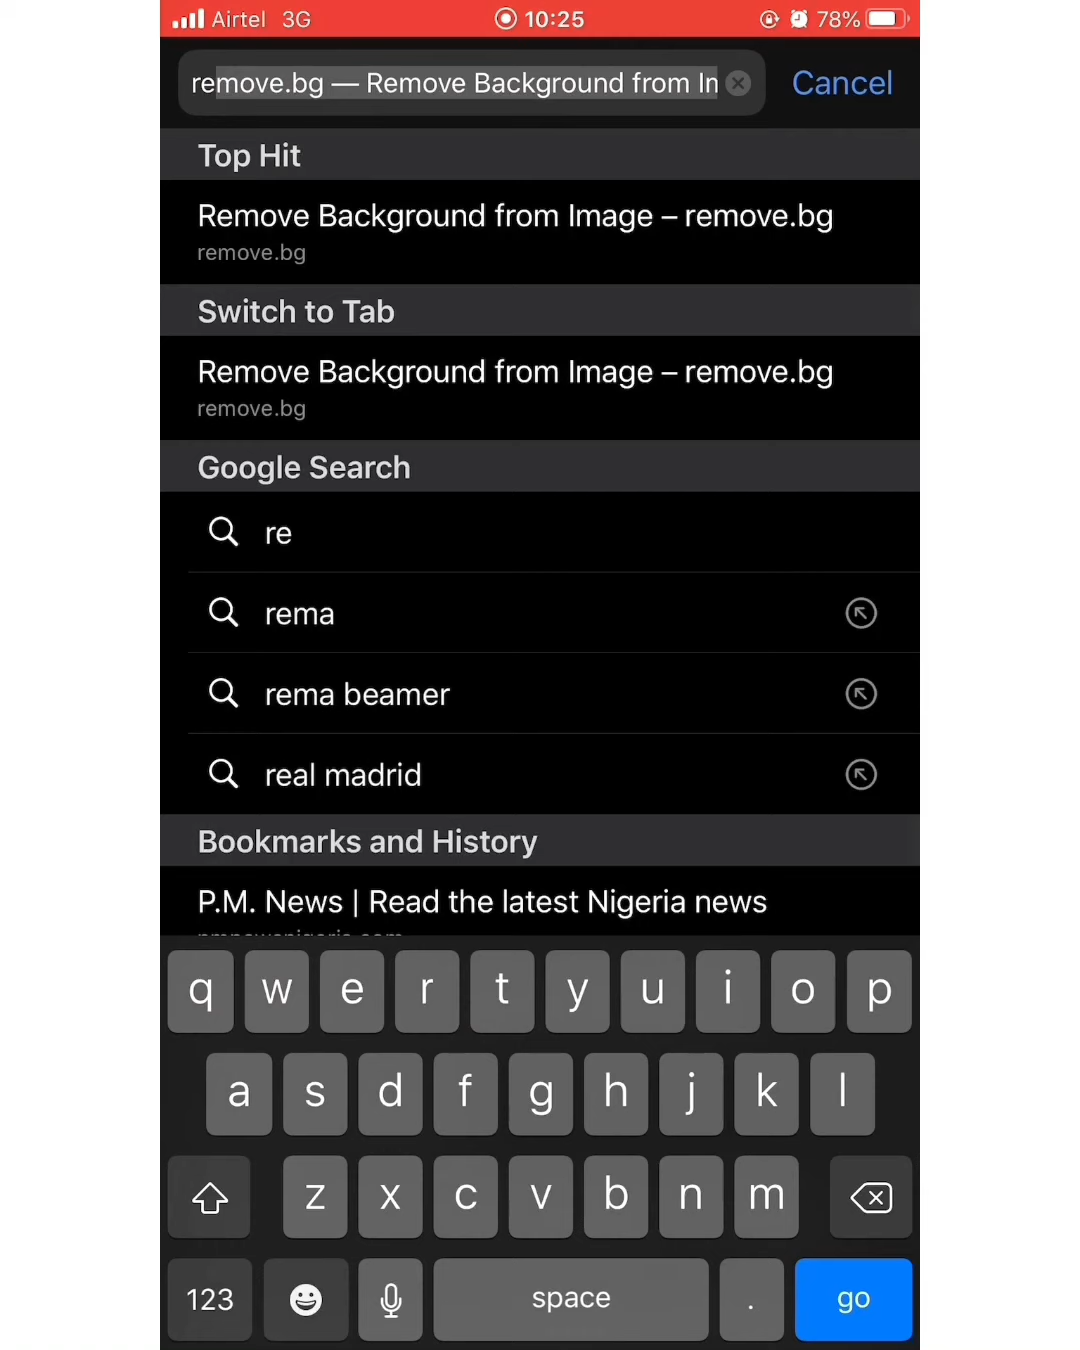 Airtel 3G 10:25 78%
remove.bg — Remove Background from In
Cancel
Top Hit
Remove Background from Image – remove.bg
remove.bg
Switch to Tab
Remove Background from Image – remove.bg
remove.bg
Google Search
re
rema
rema beamer
real madrid
Bookmarks and History
P.M. News | Read the latest Nigeria news
q w e r t y u i o p
a s d f g h j k l
z x c v b n m
123 space . go